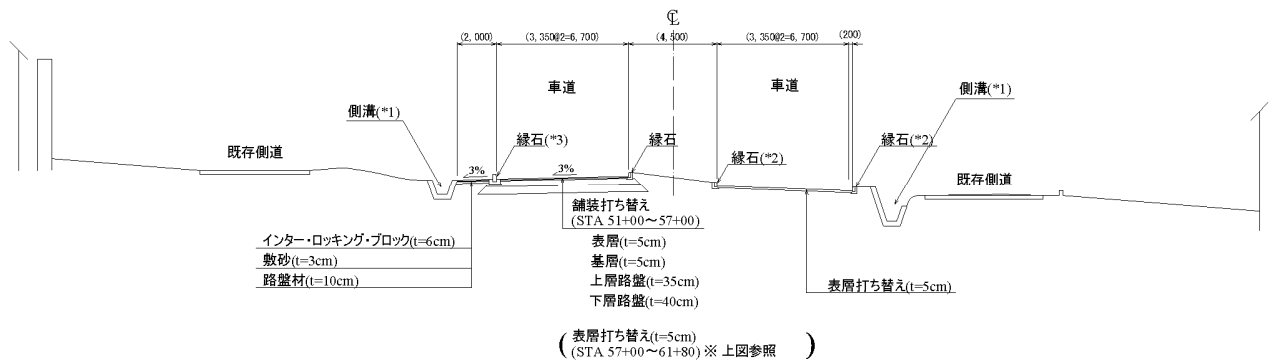 ℄
(2,000)
(3,350@2=6,700)
(4,500)
(3,350@2=6,700)
(200)
車道
車道
側溝(*1)
側溝(*1)
縁石(*3)
縁石
縁石(*2)
縁石(*2)
既存側道
既存側道
3%
3%
舗装打ち替え
(STA 51+00～57+00)
表層(t=5cm)
基層(t=5cm)
上層路盤(t=35cm)
下層路盤(t=40cm)
インター・ロッキング・ブロック(t=6cm)
敷砂(t=3cm)
路盤材(t=10cm)
表層打ち替え(t=5cm)
(表層打ち替え(t=5cm)
(STA 57+00～61+80) ※ 上図参照)